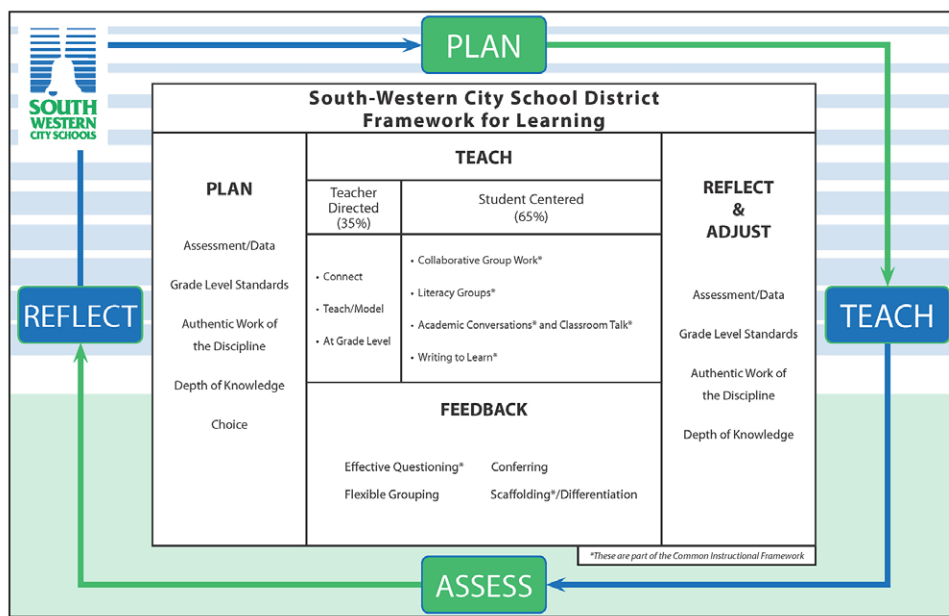 SOUTH
WESTERN
CITY SCHOOLS
PLAN
South-Western City School District
Framework for Learning
PLAN
Assessment/Data
Grade Level Standards
Authentic Work of
the Discipline
Depth of Knowledge
Choice
TEACH
Teacher
Directed
(35%)
• Connect
• Teach/Model
• At Grade Level
Student Centered
(65%)
• Collaborative Group Work*
• Literacy Groups*
• Academic Conversations* and Classroom Talk*
• Writing to Learn*
FEEDBACK
Effective Questioning* Conferring
Flexible Grouping Scaffolding*/Differentiation
REFLECT
&
ADJUST
Assessment/Data
Grade Level Standards
Authentic Work of
the Discipline
Depth of Knowledge
*These are part of the Common Instructional Framework
REFLECT
TEACH
ASSESS